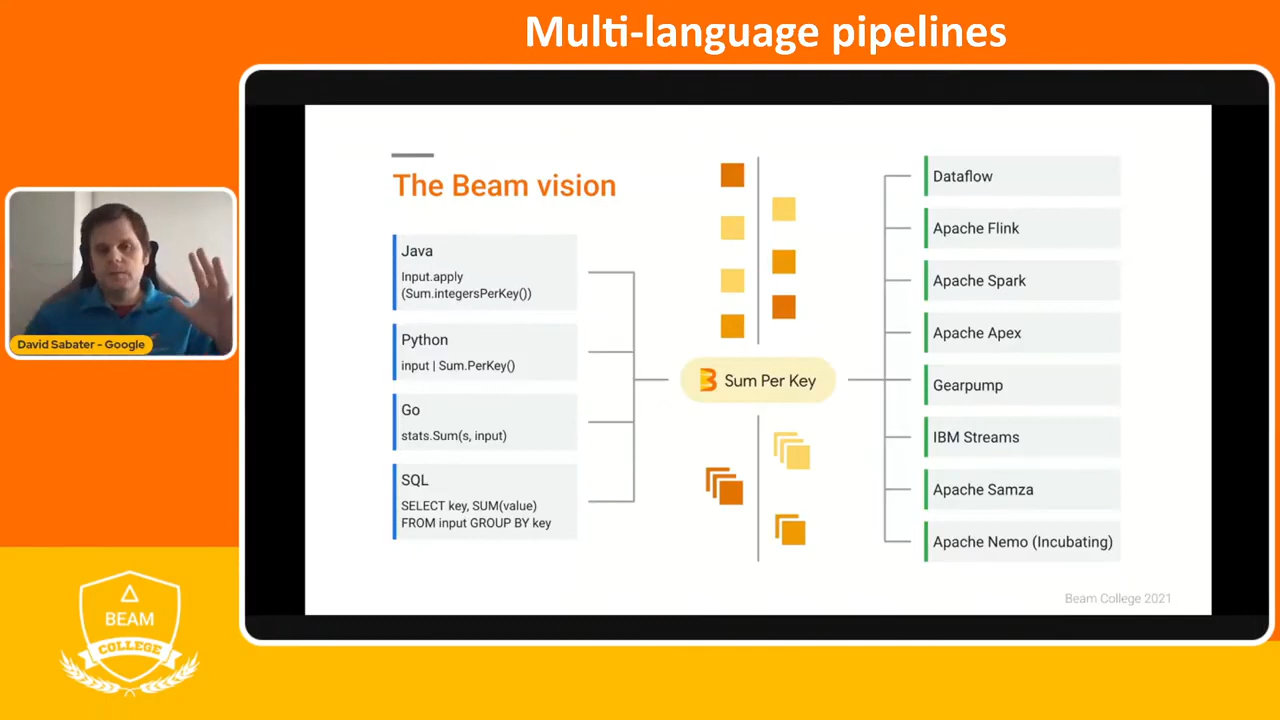 Multi-language pipelines
The Beam vision
Java
Input.apply
(Sum.integersPerKey())
Python
input | Sum.PerKey()
Go
stats.Sum(s, input)
SQL
SELECT key, SUM(value)
FROM input GROUP BY key
Sum Per Key
Dataflow
Apache Flink
Apache Spark
Apache Apex
Gearpump
IBM Streams
Apache Samza
Apache Nemo (Incubating)
Beam College 2021
David Sabater - Google
BEAM
COLLEGE